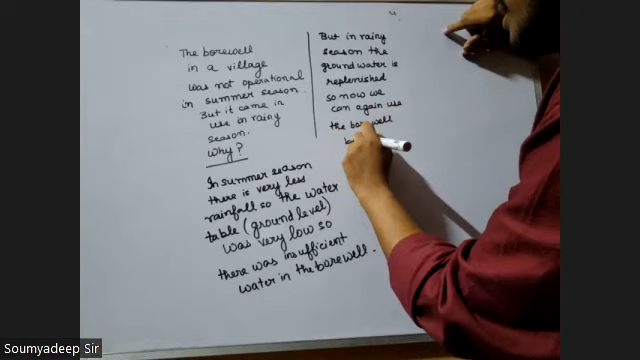 The borewell
in a village
was not operational
in summer season.
But it came in
use on rainy
season.
Why?
In summer season
there is very less
rainfall so the water
table (ground level)
was very low so
there was insufficient
water in the borewell.
But in rainy
season the
ground water is
replenished
so now we
can again use
the borewell
Soumyadeep Sir